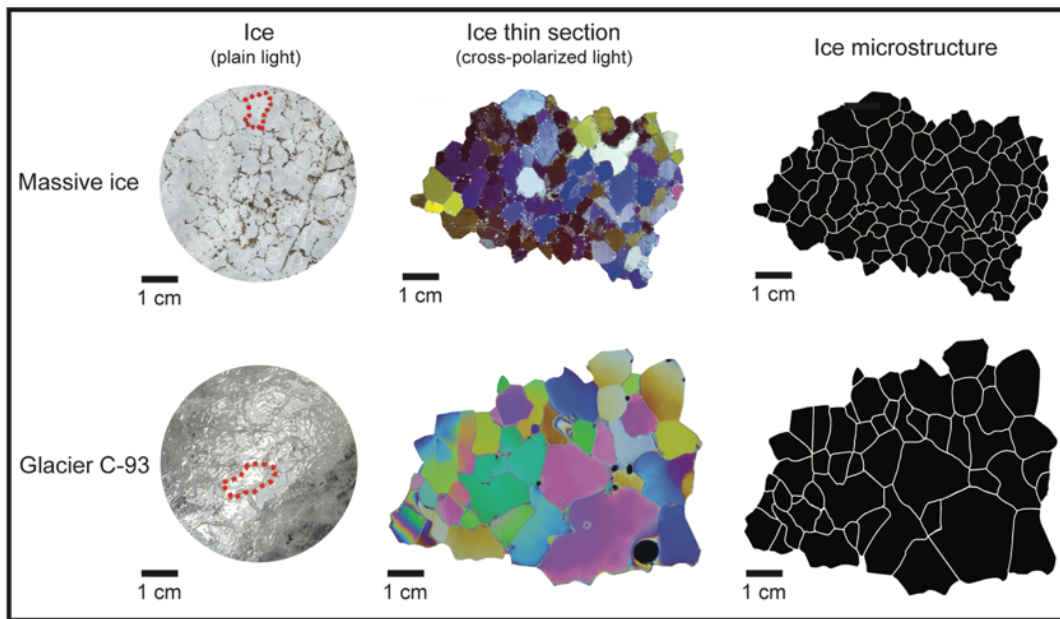 Ice
(plain light)
Ice thin section
(cross-polarized light)
Ice microstructure
Massive ice
1 cm
1 cm
1 cm
Glacier C-93
1 cm
1 cm
1 cm